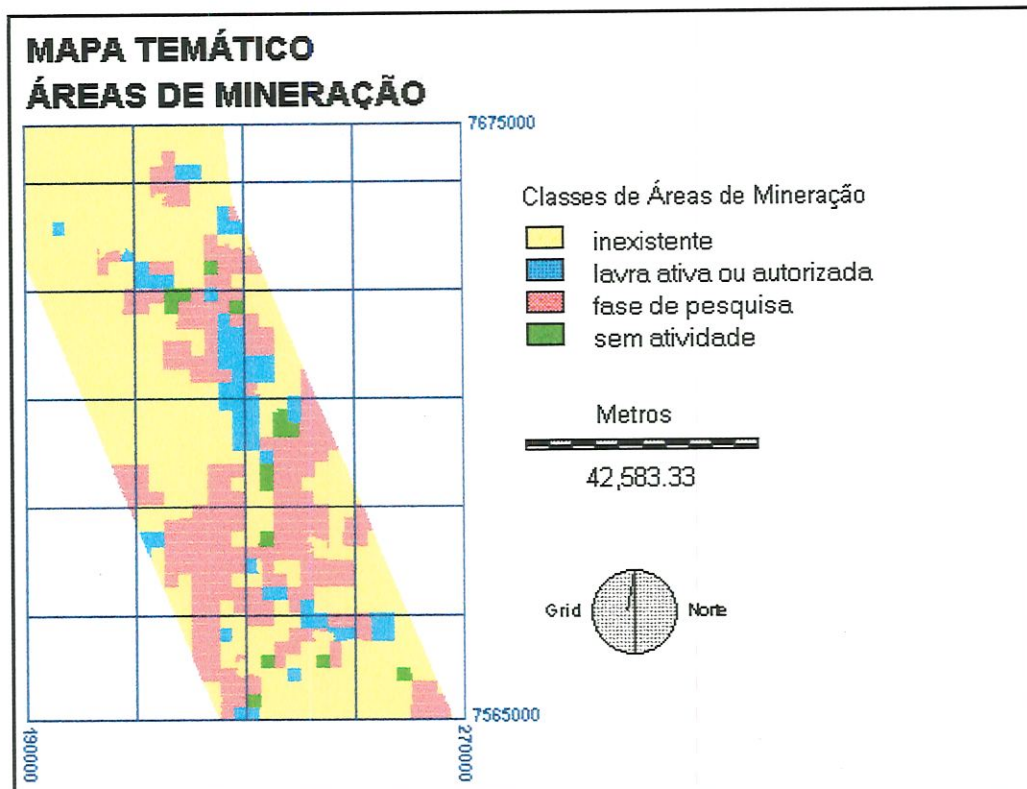 MAPA TEMÁTICO
ÁREAS DE MINERAÇÃO
7675000
Classes de Áreas de Mineração
inexistente
lavra ativa ou autorizada
fase de pesquisa
sem atividade
Metros
42,583.33
Grid Norte
7565000
190000
270000